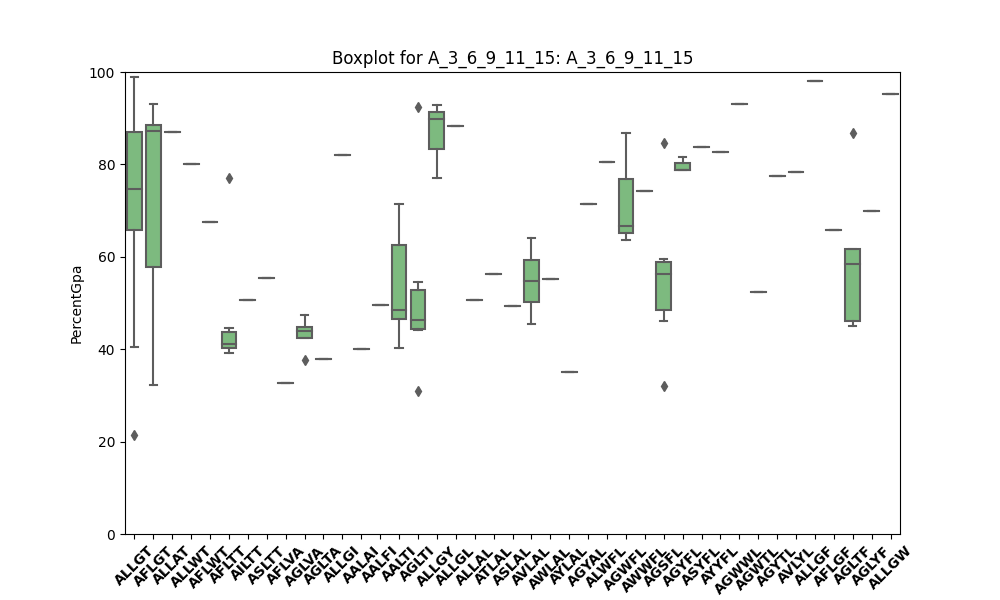 Boxplot for A_3_6_9_11_15: A_3_6_9_11_15
PercentGpa
100
80
60
40
20
0
ALLGT
AFLGT
ALLAT
ALLWT
AFLWT
AFLTT
AILTT
ASLTT
AFLVA
AGLVA
AGLTA
ALLGI
AALAI
AALFI
AALTI
AGLTI
ALLGY
ALLGL
ALLAL
ATLAL
ASLAL
AVLAL
AWLAL
AYLAL
AGYAL
ALWFL
AGWFL
AWWFL
AGSFL
AGYFL
ASYFL
AYYFL
AGWWL
AGWTL
AGYTL
AVLYL
ALLGF
AFLGF
AGLTF
AGLYF
ALLGW